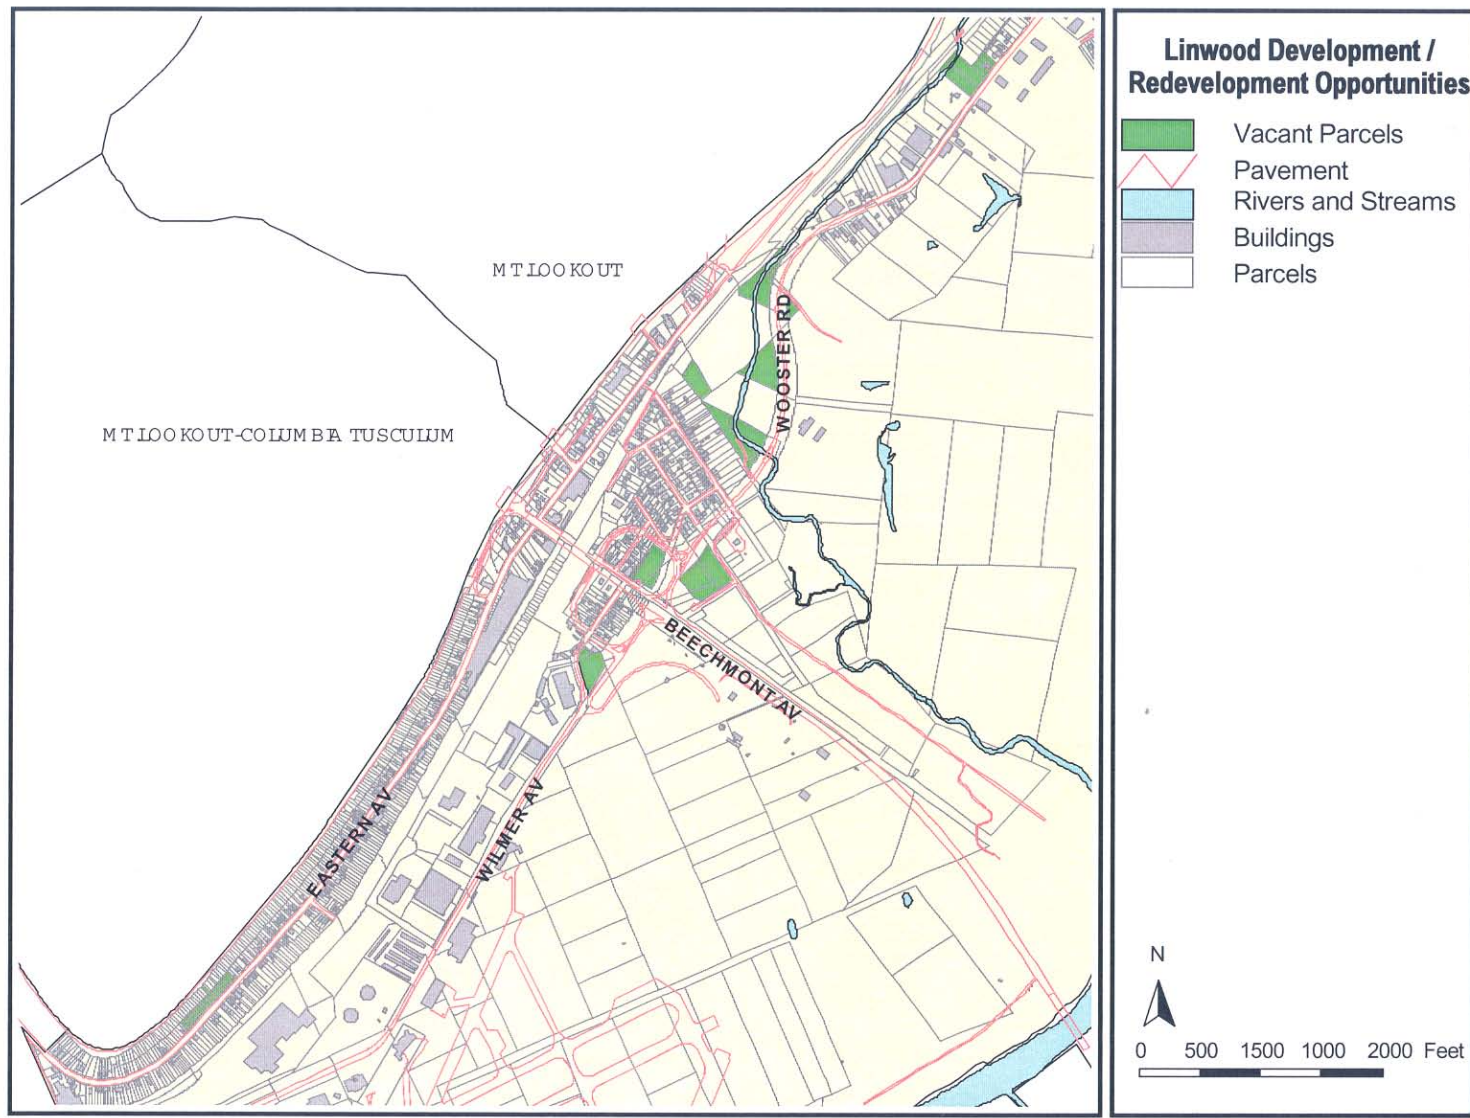 Linwood Development /
Redevelopment Opportunities
Vacant Parcels
Pavement
Rivers and Streams
Buildings
Parcels
MT.LOOKOUT
MT.LOOKOUT-COLUMBIA TUSCULUM
WOOSTER RD
BEECHMONT AV
EASTERN AV
WILMER AV
N
0 500 1500 1000 2000 Feet